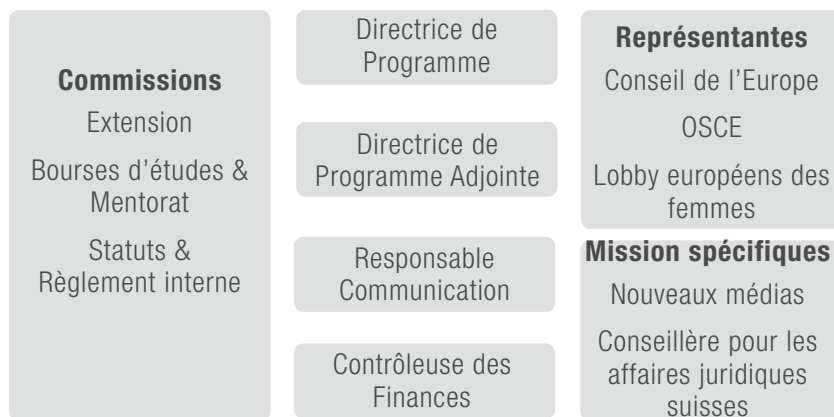 Commissions
Extension
Bourses d’études &
Mentorat
Statuts &
Règlement interne
Directrice de
Programme
Directrice de
Programme Adjointe
Responsable
Communication
Contrôleuse des
Finances
Représentantes
Conseil de l’Europe
OSCE
Lobby européens des
femmes
Mission spécifiques
Nouveaux médias
Conseillère pour les
affaires juridiques
suisses